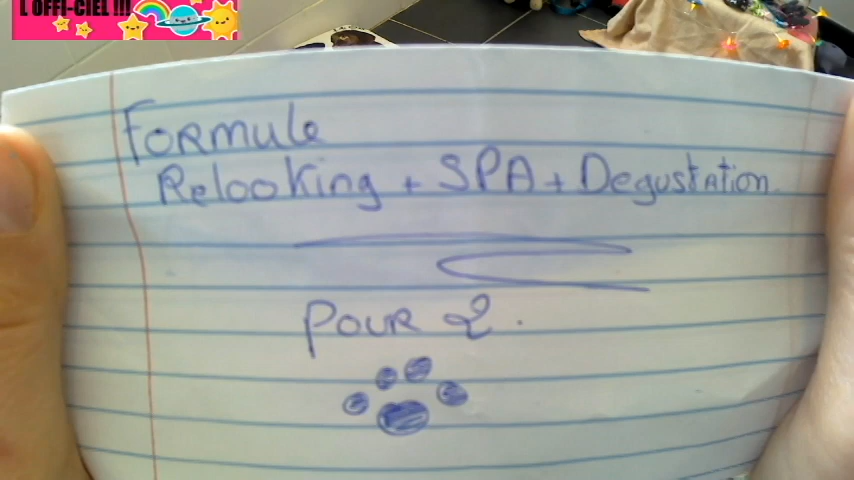 L'OFFI-CIEL !!!
Formule
Relooking + SPA + Degustation
Pour 2.